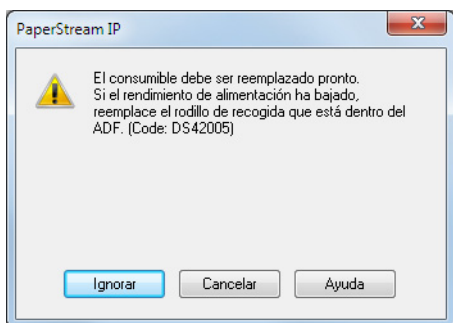 PaperStream IP
El consumible debe ser reemplazado pronto.
Si el rendimiento de alimentación ha bajado,
reemplace el rodillo de recogida que está dentro del
ADF. (Code: DS42005)
Ignorar
Cancelar
Ayuda